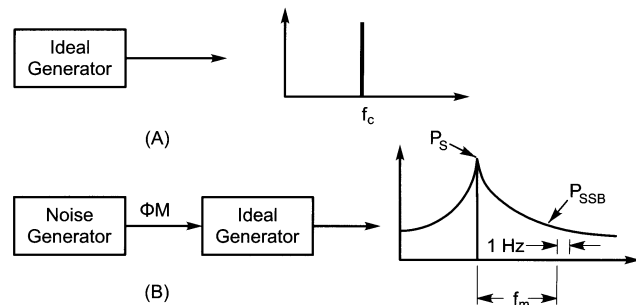 Ideal
Generator
f_c
(A)
P_S
Noise
Generator
ΦM
Ideal
Generator
P_SSB
1 Hz
f_m
(B)